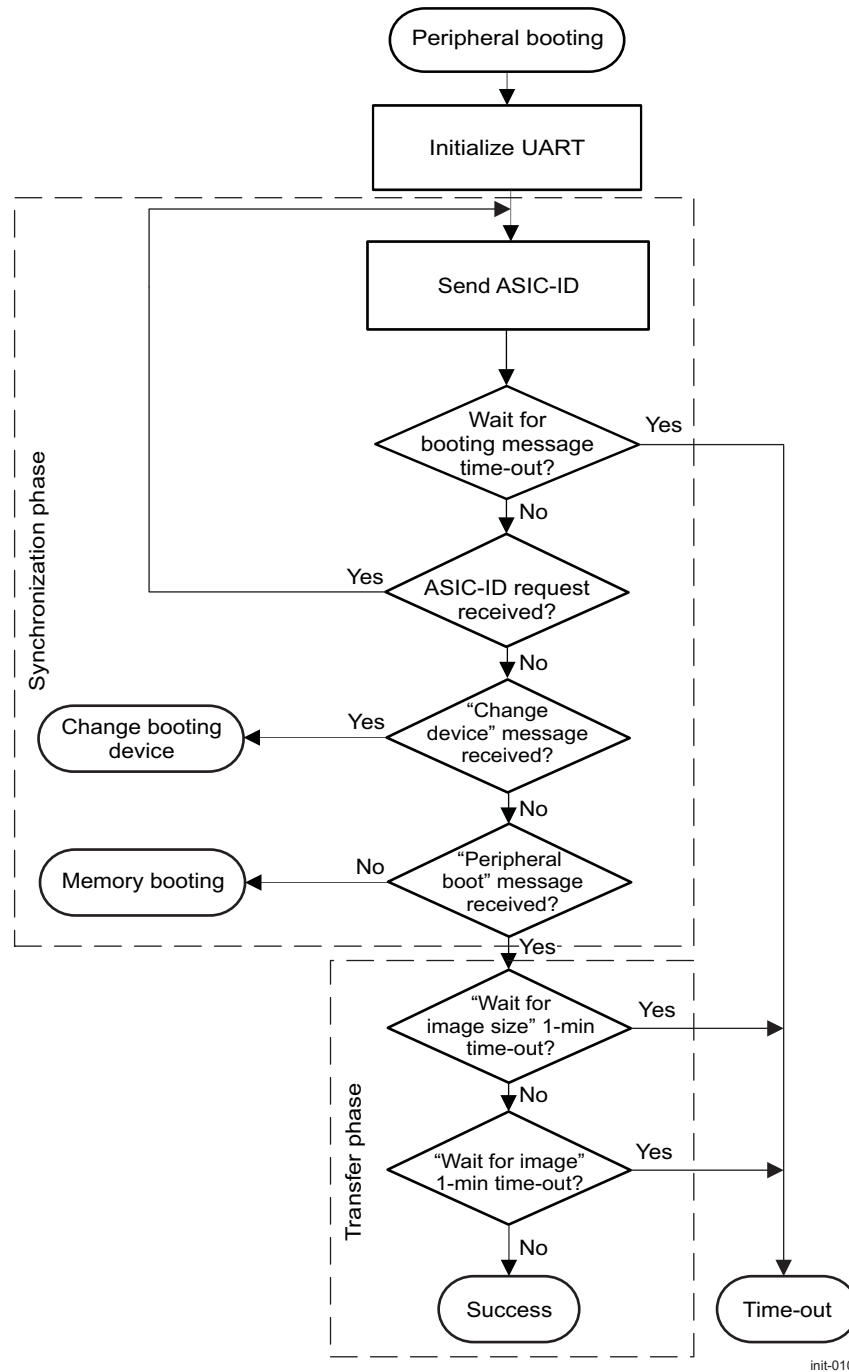 Peripheral booting
Initialize UART
Synchronization phase
Send ASIC-ID
Wait for
booting message
time-out?
Yes
No
ASIC-ID request
received?
Yes
No
“Change
device” message
received?
Yes
Change booting
device
No
“Peripheral
boot” message
received?
No
Memory booting
Yes
Transfer phase
“Wait for
image size” 1-min
time-out?
Yes
No
“Wait for image”
1-min time-out?
Yes
No
Success
Time-out